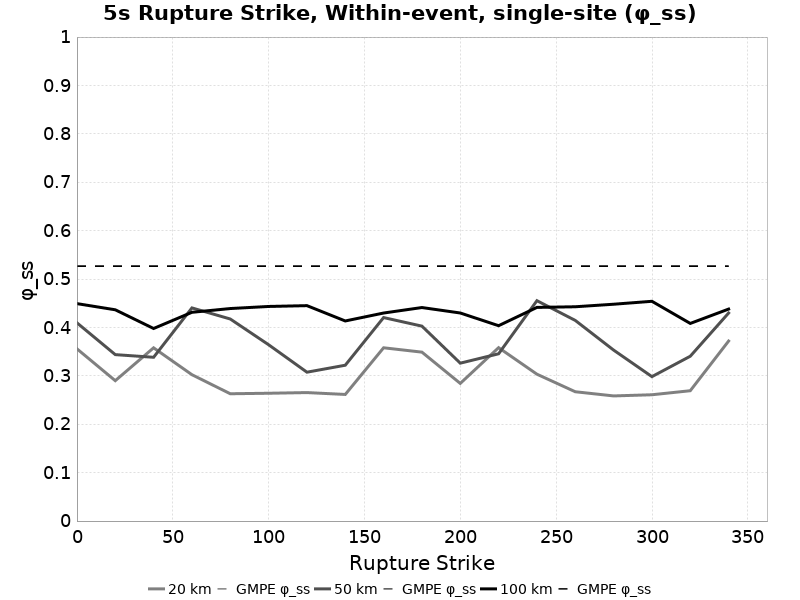 5s Rupture Strike, Within-event, single-site (φ_ss)
1
0.9
0.8
0.7
0.6
0.5
0.4
0.3
0.2
0.1
0
φ_ss
0 50 100 150 200 250 300 350
Rupture Strike
20 km GMPE φ_ss 50 km GMPE φ_ss 100 km GMPE φ_ss